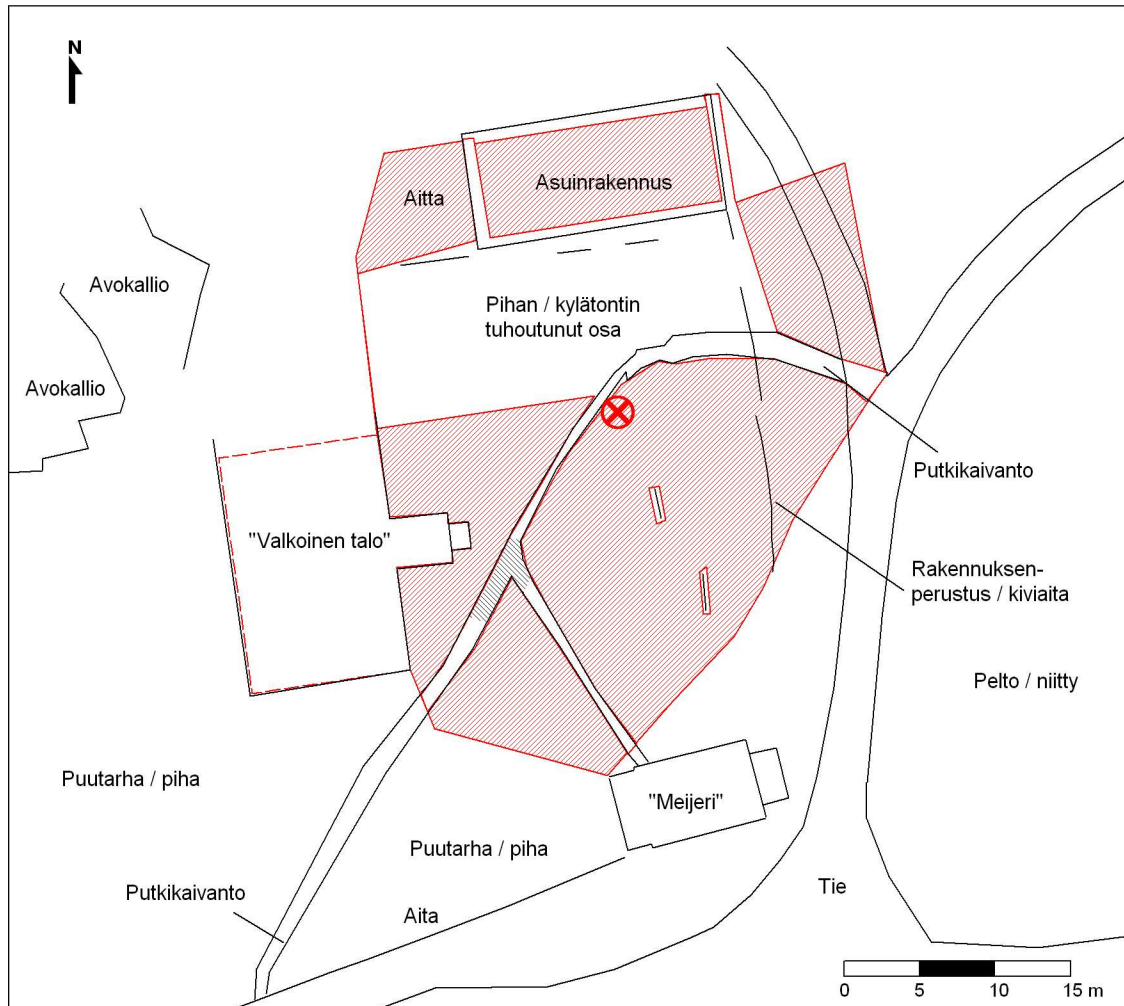 N
Aitta
Asuinrakennus
Avokallio
Pihan / kylätontin
tuhoutunut osa
Avokallio
Putkikaivanto
"Valkoinen talo"
Rakennuksen-
perustus / kiviaita
Pelto / niitty
Puutarha / piha
"Meijeri"
Puutarha / piha
Putkikaivanto
Tie
Aita
0 5 10 15 m